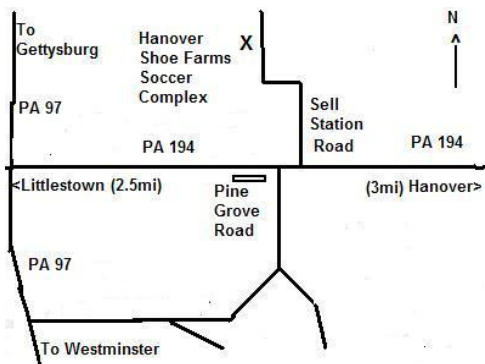 To
Gettysburg
Hanover
Shoe Farms
Soccer
Complex
X
N
^
PA 97
Sell
Station
Road
PA 194
PA 194
<Littlestown (2.5mi)
Pine
Grove
Road
(3mi) Hanover>
PA 97
To Westminster